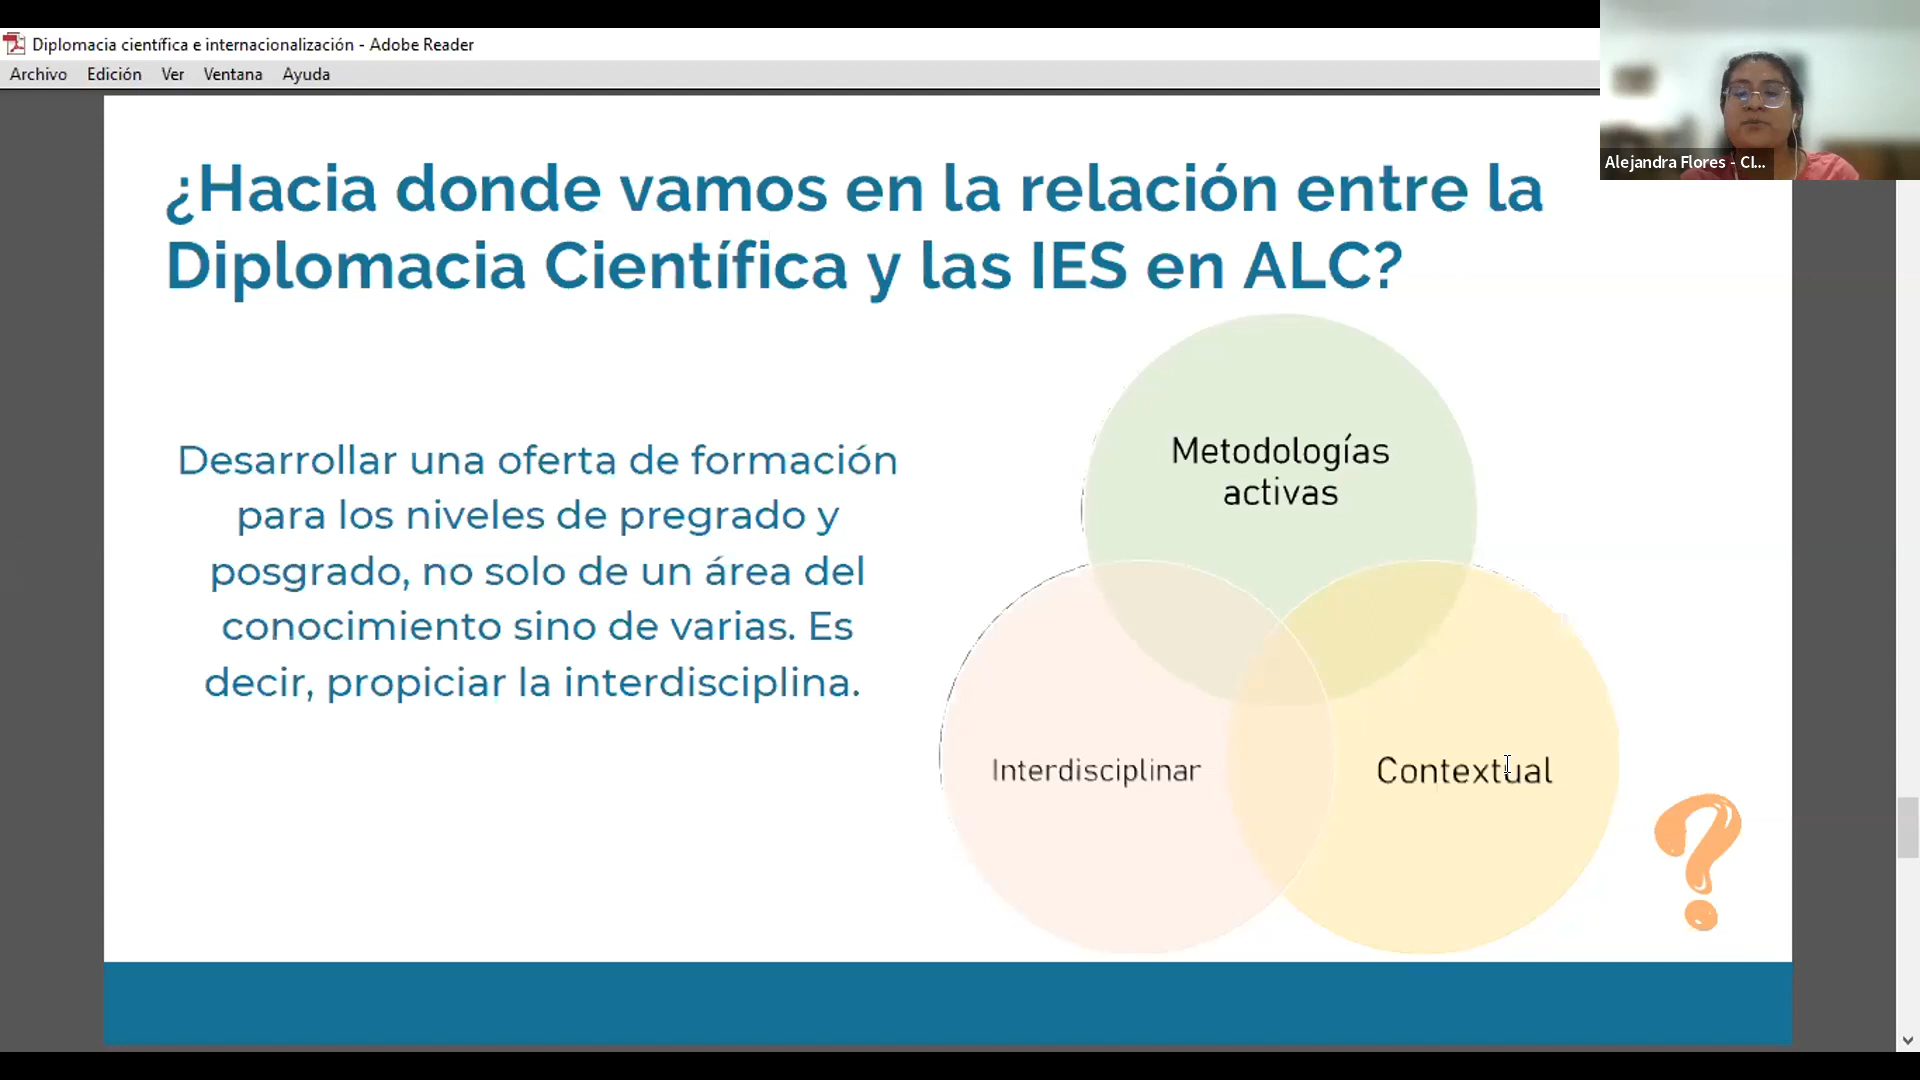 Diplomacia científica e internacionalización - Adobe Reader
Archivo Edición Ver Ventana Ayuda
Alejandra Flores - CI...
¿Hacia donde vamos en la relación entre la
Diplomacia Científica y las IES en ALC?
Desarrollar una oferta de formación
para los niveles de pregrado y
posgrado, no solo de un área del
conocimiento sino de varias. Es
decir, propiciar la interdisciplina.
Metodologías
activas
Interdisciplinar
Contextual
?